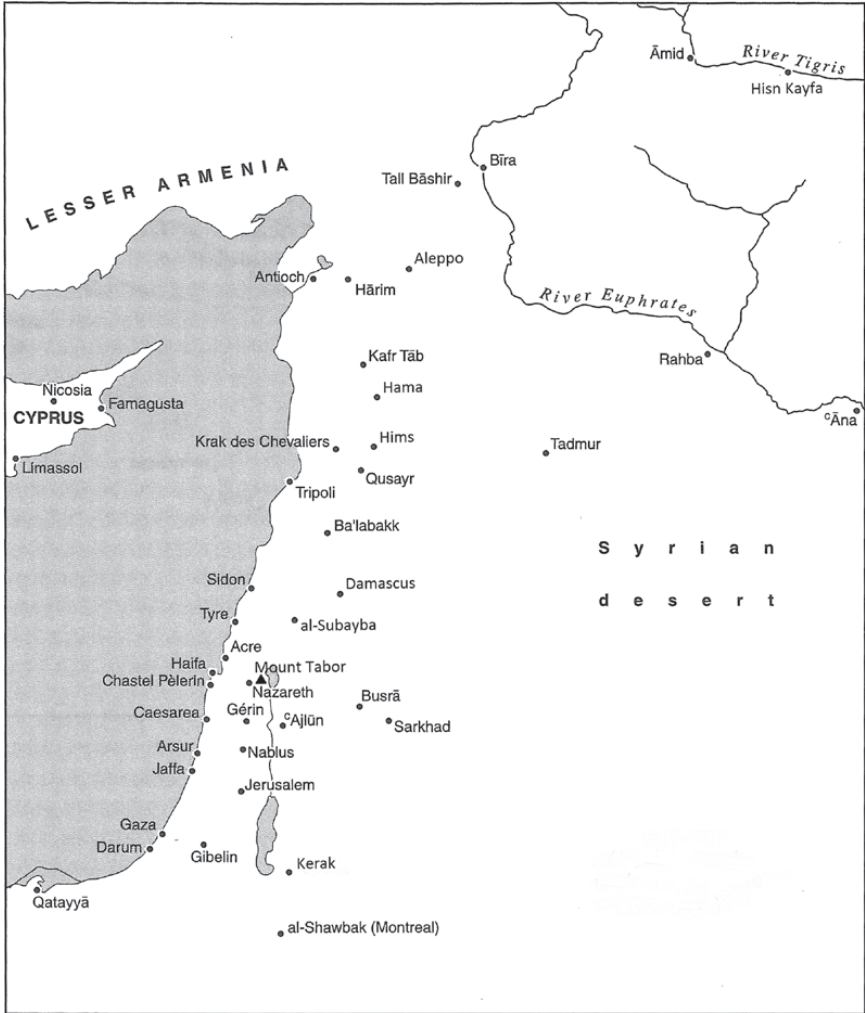 Āmid
River Tigris
Hisn Kayfa
Bīra
Tall Bāshir
LESSER ARMENIA
Aleppo
Antioch
Hārim
River Euphrates
Kafr Tāb
Rahba
Hama
Nicosia
Famagusta
CYPRUS
ᶜĀna
Krak des Chevaliers
Hims
Tadmur
Limassol
Qusayr
Tripoli
Ba'labakk
Syrian
desert
Sidon
Damascus
Tyre
al-Subayba
Acre
Haifa
Mount Tabor
Chastel Pèlerin
Nazareth
Busrā
Caesarea
Gérin
ᶜAjlūn
Sarkhad
Arsur
Nablus
Jaffa
Jerusalem
Gaza
Darum
Gibelin
Kerak
Qatayyā
al-Shawbak (Montreal)